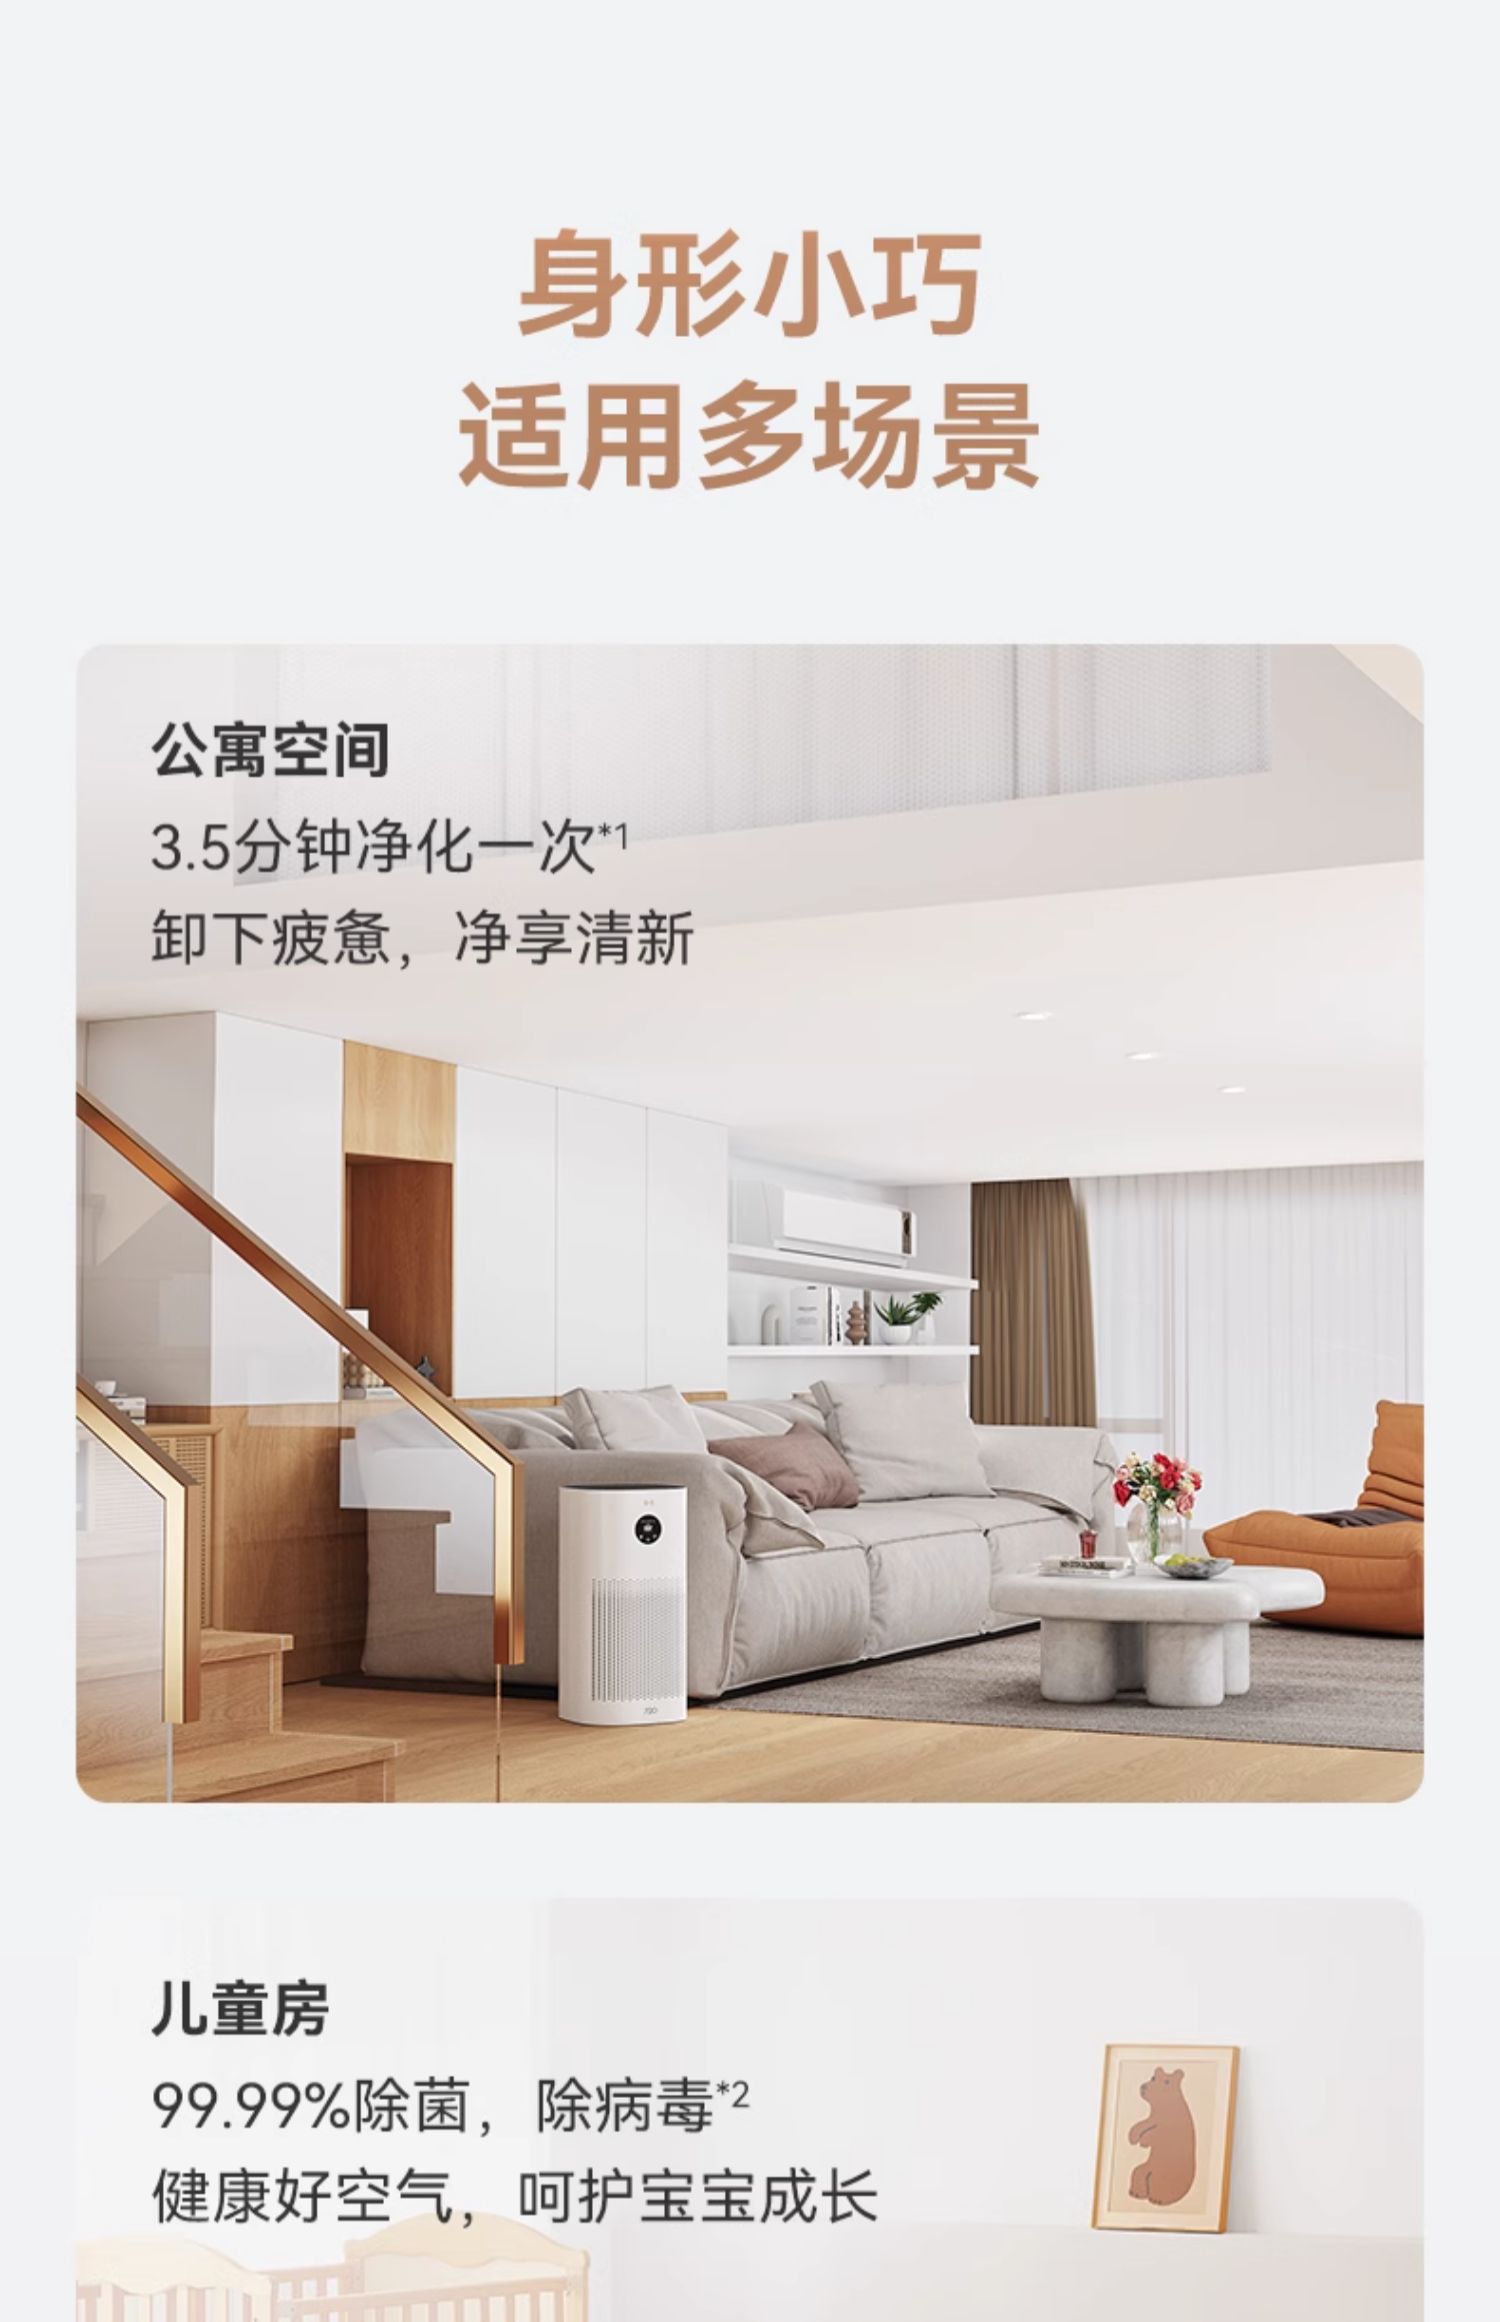 身形小巧
适用多场景
公寓空间
3.5分钟净化一次*1
卸下疲惫，净享清新
儿童房
99.99%除菌，除病毒*2
健康好空气，呵护宝宝成长